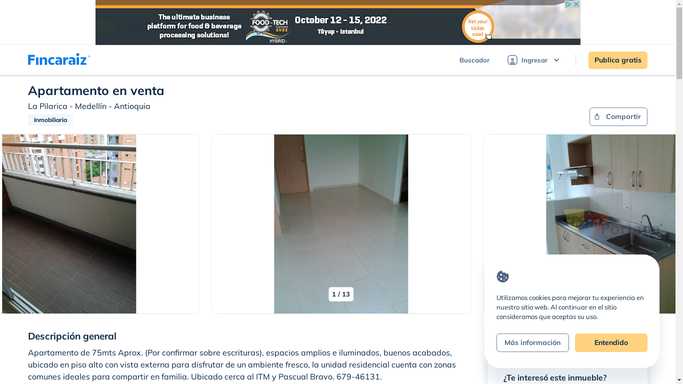 The ultimate business
platform for food & beverage
processing solutions!
FOOD-TECH
HYBRID
October 12 - 15, 2022
Tüyap - Istanbul
Get your
ticket
now!
Fincaraiz
Buscador
Ingresar
Publica gratis
Apartamento en venta
La Pilarica - Medellín - Antioquia
Inmobiliaria
Compartir
1 / 13
Utilizamos cookies para mejorar tu experiencia en
nuestro sitio web. Al continuar en el sitio
consideramos que aceptas su uso.
Más información
Entendido
Descripción general
Apartamento de 75mts Aprox. (Por confirmar sobre escrituras), espacios amplios e iluminados, buenos acabados,
ubicado en piso alto con vista externa para disfrutar de un ambiente fresco, la unidad residencial cuenta con zonas
comunes ideales para compartir en familia. Ubicado cerca al ITM y Pascual Bravo. 679-46131.
¿Te interesó este inmueble?